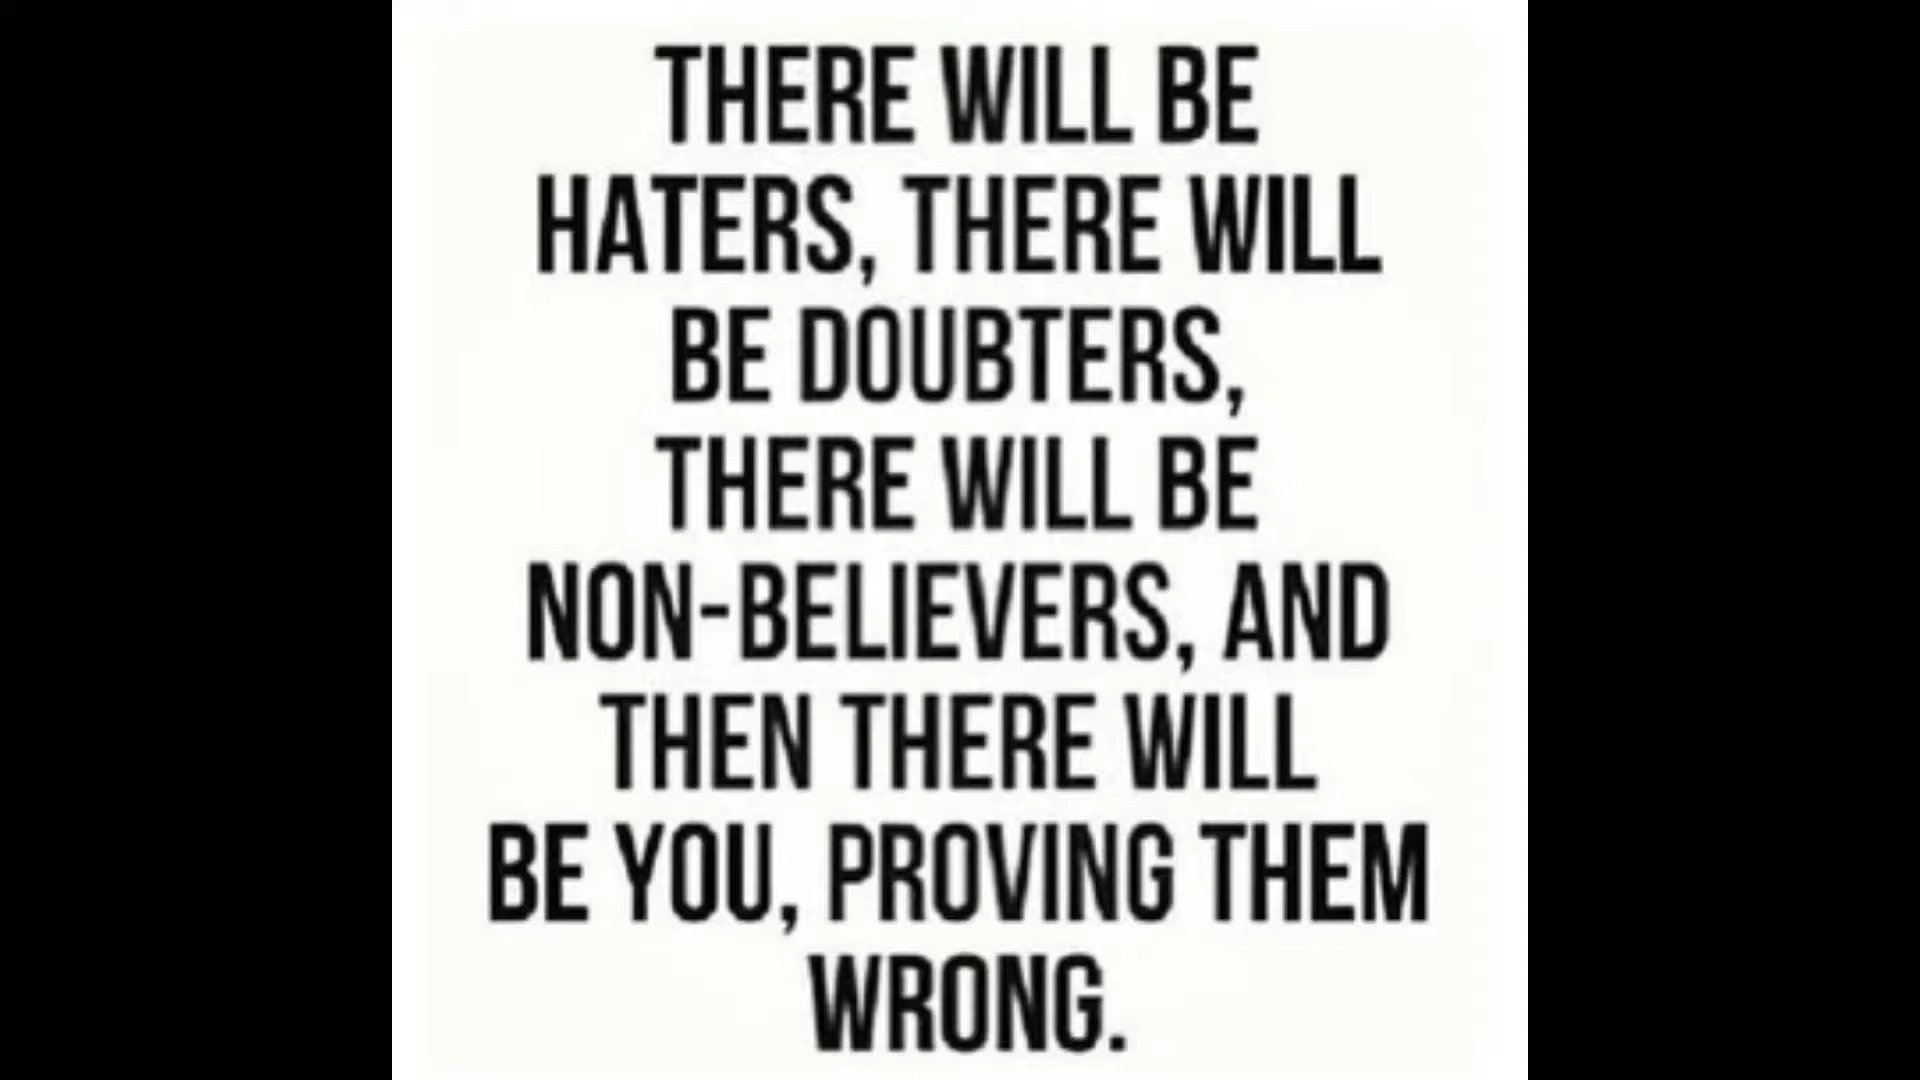 THERE WILL BE
HATERS, THERE WILL
BE DOUBTERS,
THERE WILL BE
NON-BELIEVERS, AND
THEN THERE WILL
BE YOU, PROVING THEM
WRONG.